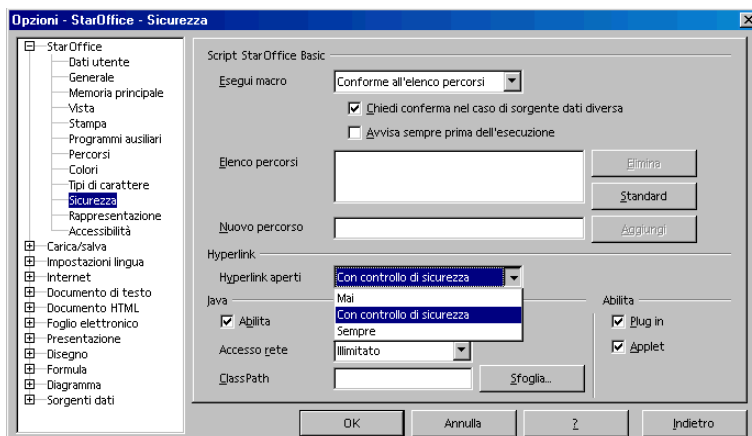 Opzioni - StarOffice - Sicurezza
StarOffice
Dati utente
Generale
Memoria principale
Vista
Stampa
Programmi ausiliari
Percorsi
Colori
Tipi di carattere
Sicurezza
Rappresentazione
Accessibilità
Carica/salva
Impostazioni lingua
Internet
Documento di testo
Documento HTML
Foglio elettronico
Presentazione
Disegno
Formula
Diagramma
Sorgenti dati
Script StarOffice Basic
Esegui macro Conforme all'elenco percorsi
Chiedi conferma nel caso di sorgente dati diversa
Avvisa sempre prima dell'esecuzione
Elenco percorsi Elimina
Standard
Nuovo percorso Aggiungi
Hyperlink
Hyperlink aperti Con controllo di sicurezza
Mai
Con controllo di sicurezza
Sempre
Java
Abilita
Accesso rete Illimitato
ClassPath Sfoglia...
Abilita
Plug in
Applet
OK Annulla ? Indietro